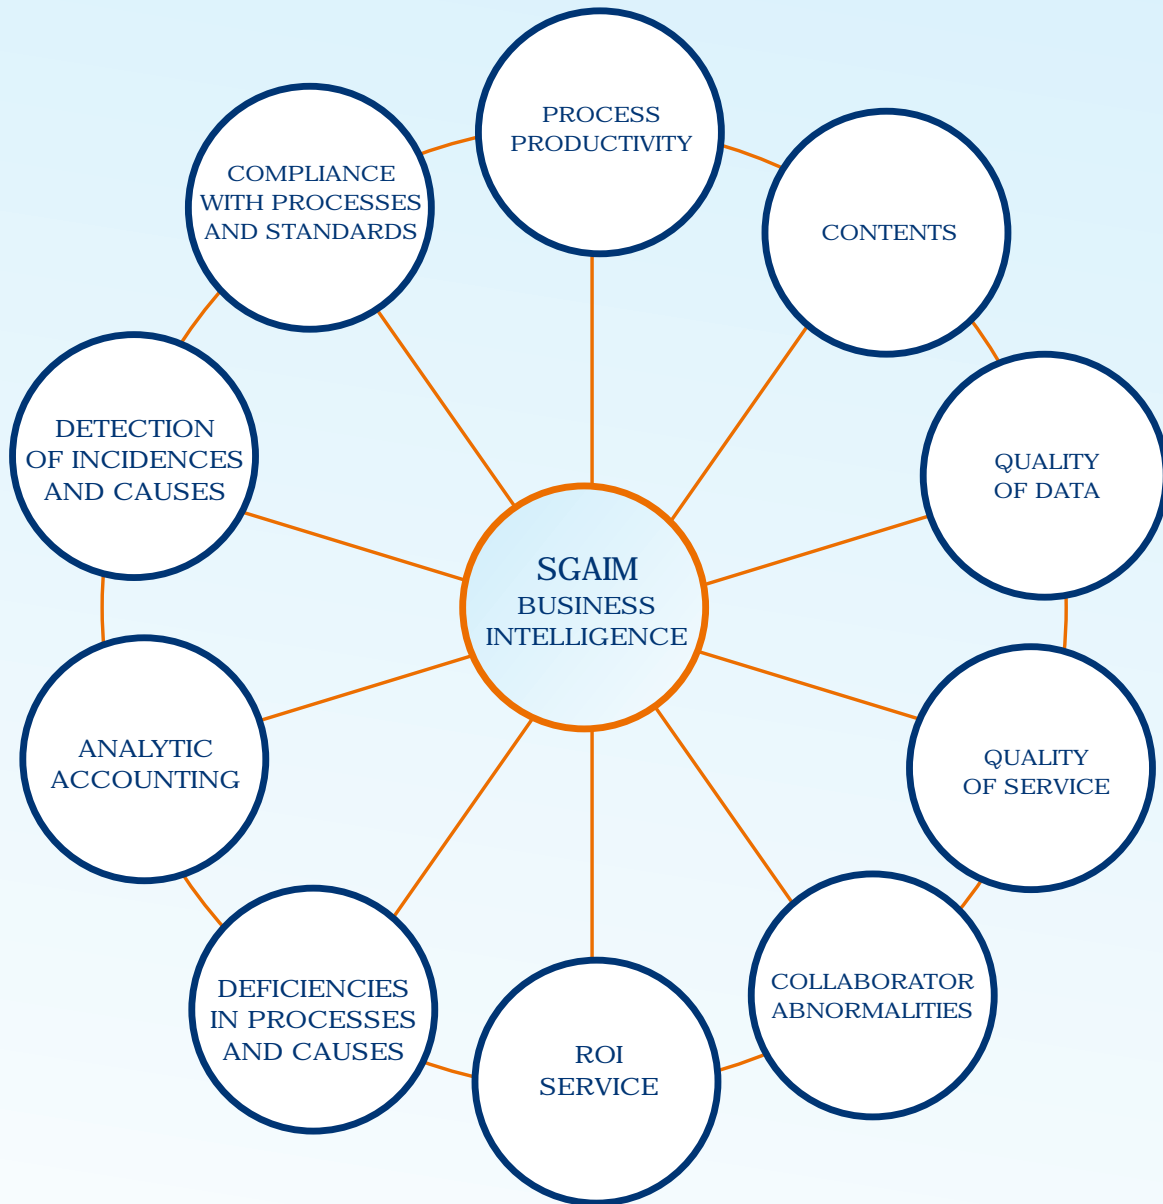 PROCESS
PRODUCTIVITY
CONTENTS
QUALITY
OF DATA
QUALITY
OF SERVICE
COLLABORATOR
ABNORMALITIES
ROI
SERVICE
DEFICIENCIES
IN PROCESSES
AND CAUSES
ANALYTIC
ACCOUNTING
DETECTION
OF INCIDENCES
AND CAUSES
COMPLIANCE
WITH PROCESSES
AND STANDARDS
SGAIM
BUSINESS
INTELLIGENCE